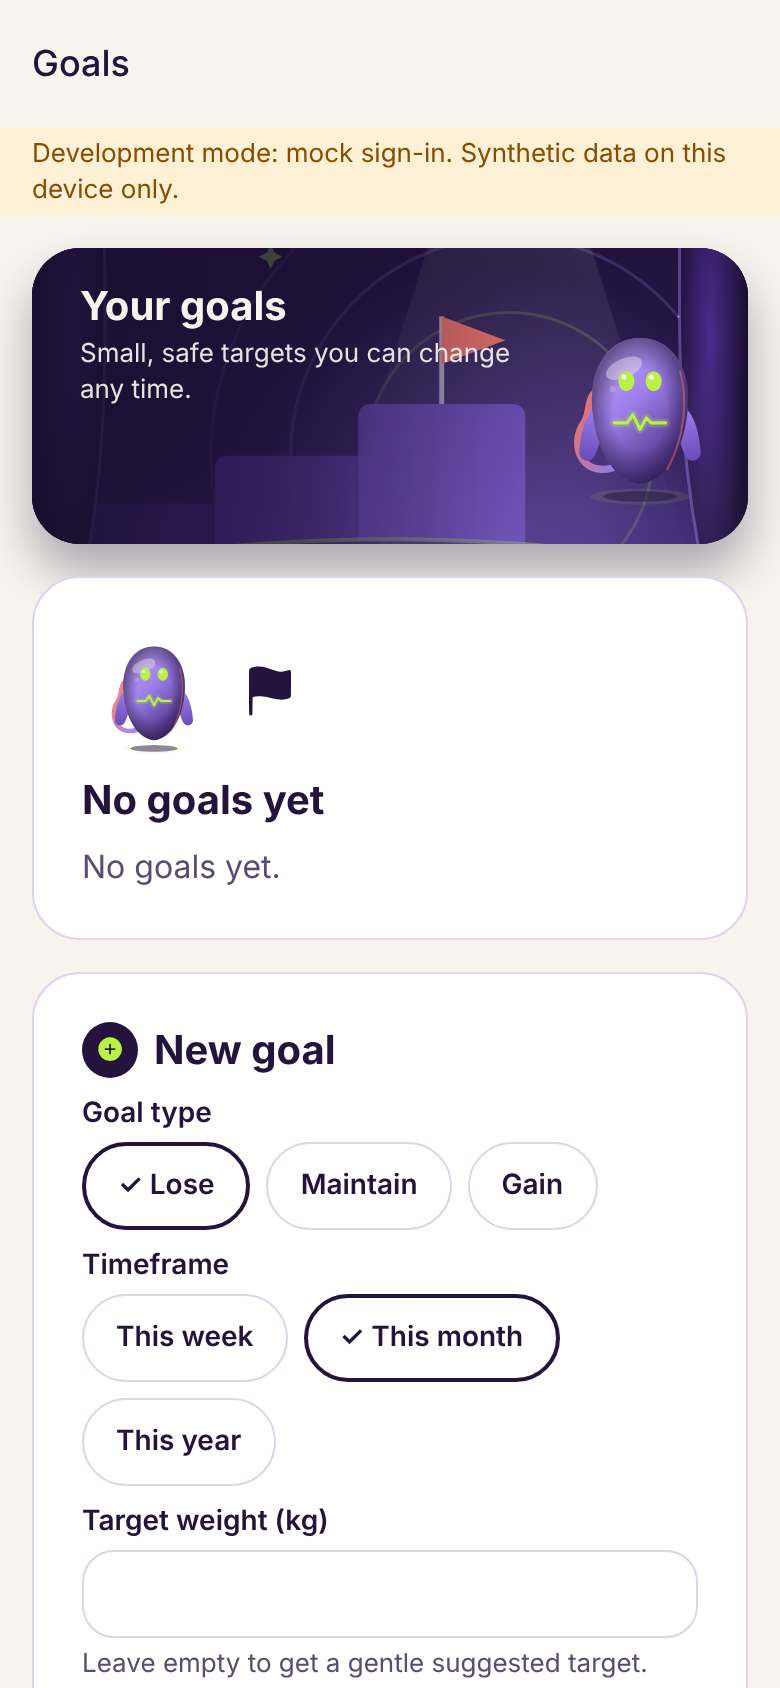 Goals
Development mode: mock sign-in. Synthetic data on this
device only.
Your goals
Small, safe targets you can change
any time.
No goals yet
No goals yet.
New goal
Goal type
✓ Lose
Maintain
Gain
Timeframe
This week
✓ This month
This year
Target weight (kg)
Leave empty to get a gentle suggested target.